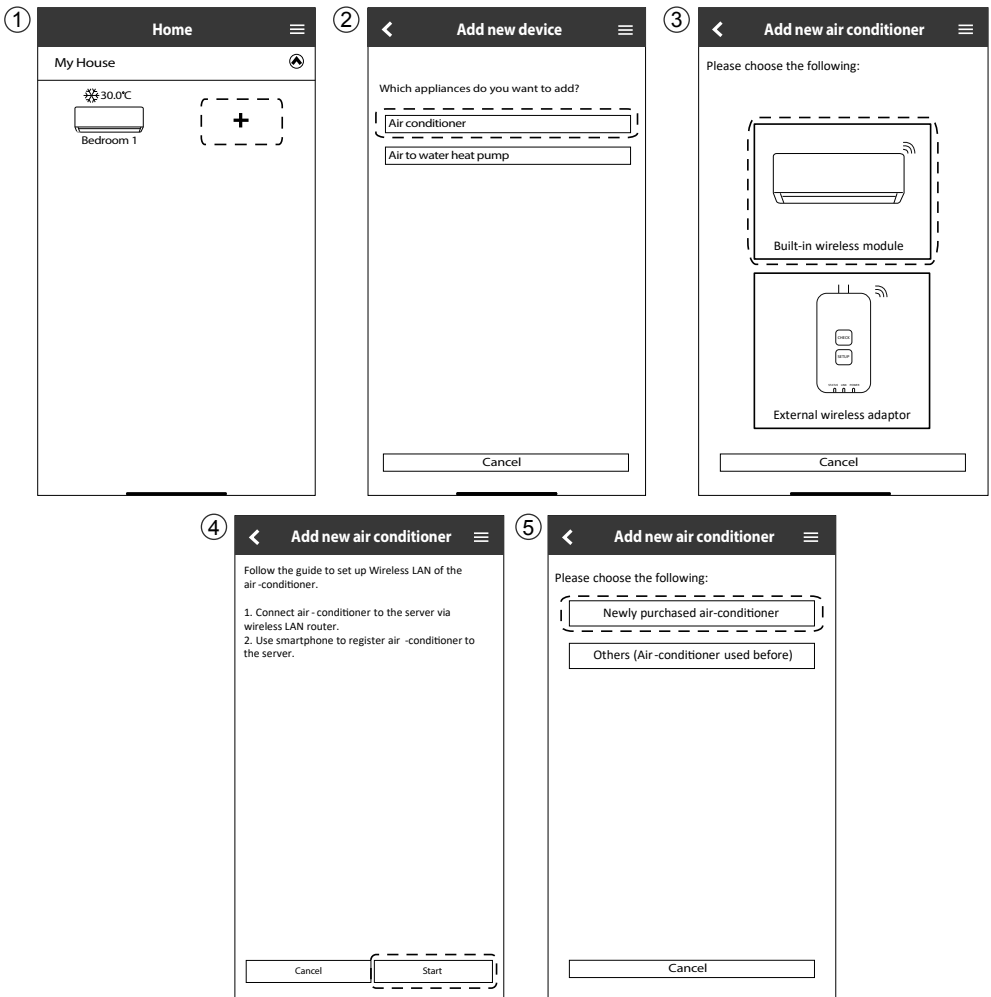 1
Home
My House
30.0℃
Bedroom 1
+
2
Add new device
Which appliances do you want to add?
Air conditioner
Air to water heat pump
Cancel
3
Add new air conditioner
Please choose the following:
Built-in wireless module
CHECK
SETUP
STATUS LINK POWER
External wireless adaptor
Cancel
4
Add new air conditioner
Follow the guide to set up Wireless LAN of the
air -conditioner.
1. Connect air - conditioner to the server via
wireless LAN router.
2. Use smartphone to register air -conditioner to
the server.
Cancel
Start
5
Add new air conditioner
Please choose the following:
Newly purchased air-conditioner
Others (Air -conditioner used before)
Cancel